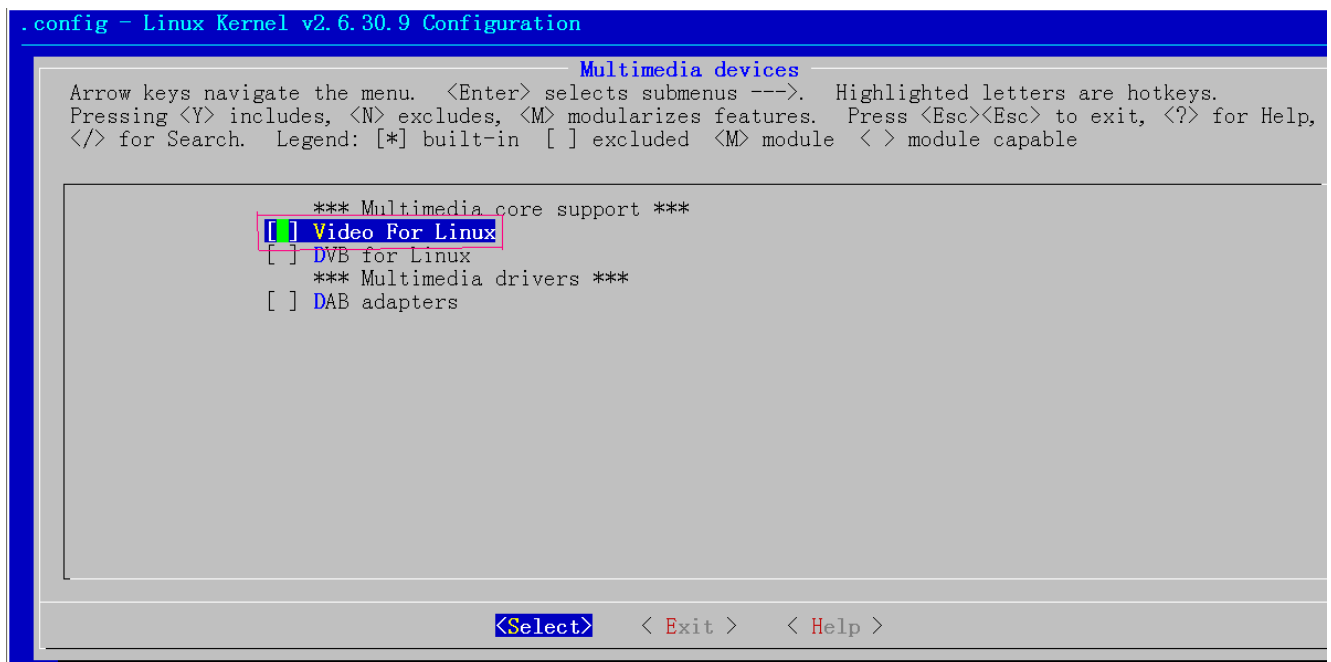 .config - Linux Kernel v2.6.30.9 Configuration
Multimedia devices
Arrow keys navigate the menu.  <Enter> selects submenus --->.  Highlighted letters are hotkeys.
Pressing <Y> includes, <N> excludes, <M> modularizes features.  Press <Esc><Esc> to exit, <?> for Help,
</> for Search.  Legend: [*] built-in  [ ] excluded  <M> module  < > module capable
*** Multimedia core support ***
[ ] Video For Linux
[ ] DVB for Linux
*** Multimedia drivers ***
[ ] DAB adapters
<Select>    < Exit >    < Help >